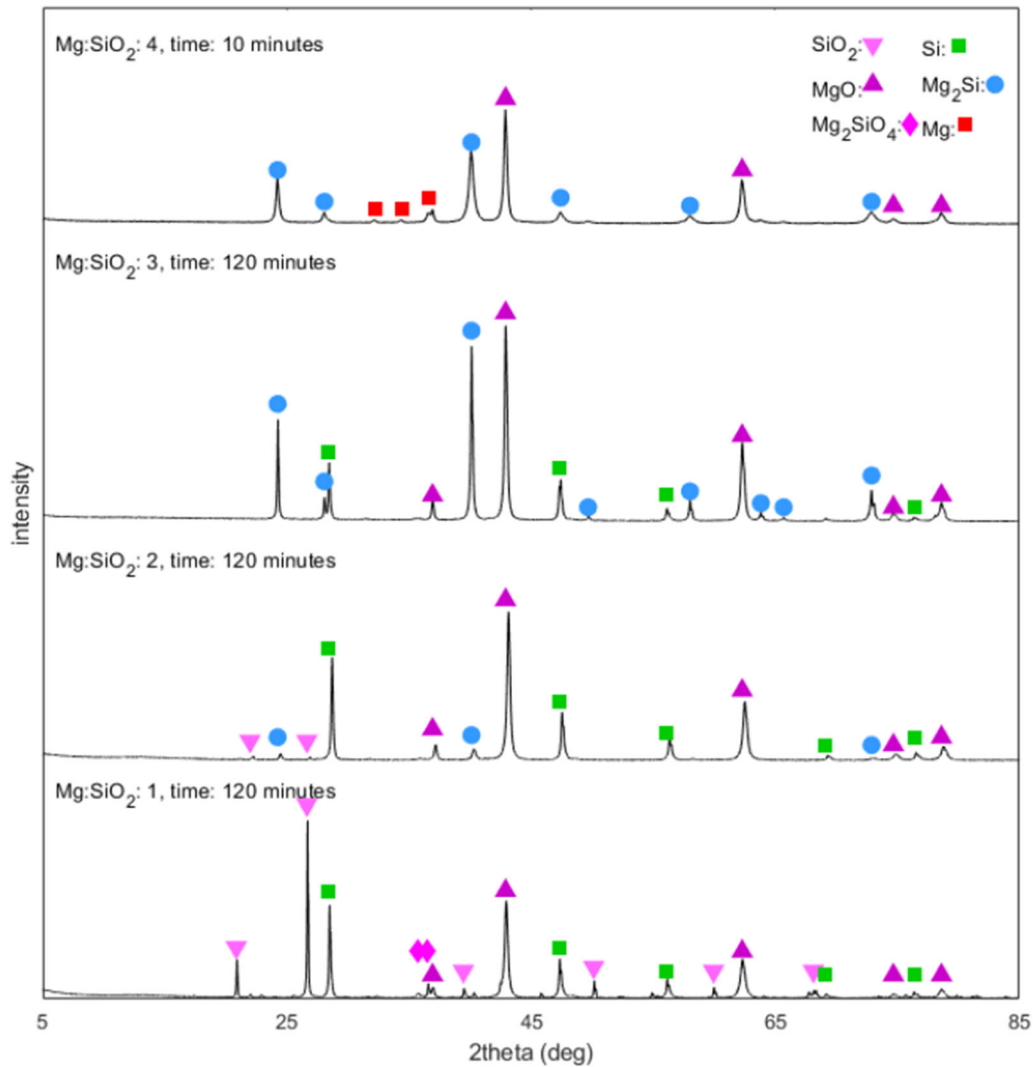 Mg:SiO2: 4, time: 10 minutes
SiO2: Si:
MgO: Mg2Si:
Mg2SiO4: Mg:
Mg:SiO2: 3, time: 120 minutes
intensity
Mg:SiO2: 2, time: 120 minutes
Mg:SiO2: 1, time: 120 minutes
5 25 45 65 85
2theta (deg)